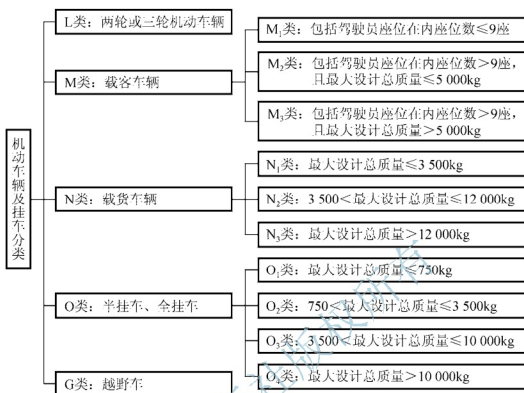 机动车辆及挂车分类
L类：两轮或三轮机动车辆
M类：载客车辆
M₁类：包括驾驶员座位在内座位数≤9座
M₂类：包括驾驶员座位在内座位数>9座，
且最大设计总质量≤5 000kg
M₃类：包括驾驶员座位在内座位数>9座，
且最大设计总质量>5 000kg
N类：载货车辆
N₁类：最大设计总质量≤3 500kg
N₂类：3 500<最大设计总质量≤12 000kg
N₃类：最大设计总质量>12 000kg
O类：半挂车、全挂车
O₁类：最大设计总质量≤750kg
O₂类：750<最大设计总质量≤3 500kg
O₃类：3 500<最大设计总质量≤10 000kg
O₄类：最大设计总质量>10 000kg
G类：越野车
版权所有